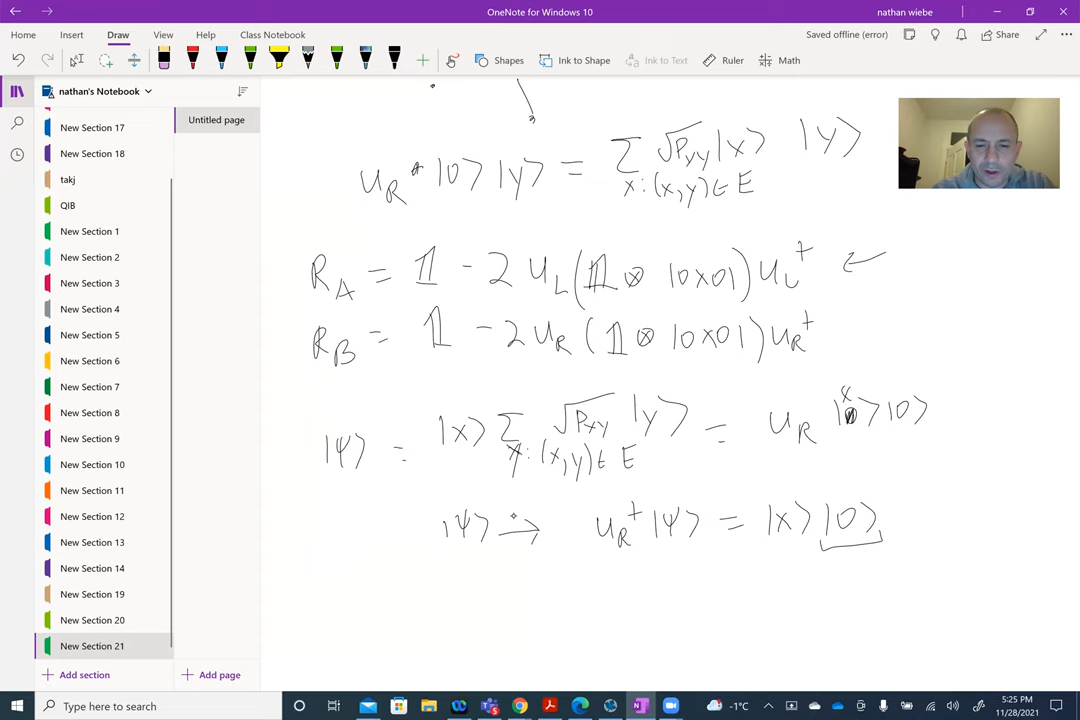 OneNote for Windows 10
nathan wiebe
Home Insert Draw View Help Class Notebook
Saved offline (error)
Share
Shapes Ink to Shape Ink to Text Ruler Math
nathan's Notebook
Untitled page
New Section 17
New Section 18
takj
QIB
New Section 1
New Section 2
New Section 3
New Section 4
New Section 5
New Section 6
New Section 7
New Section 8
New Section 9
New Section 10
New Section 11
New Section 12
New Section 13
New Section 14
New Section 19
New Section 20
New Section 21
Add section
Add page
U_R |0⟩ |y⟩ = ∑_{x:(x,y)∈E} √P_{xy} |x⟩ |y⟩
R_A = 𝟙 - 2 U_L (𝟙 ⊗ |0⟩⟨0|) U_L† ←
R_B = 𝟙 - 2 U_R (𝟙 ⊗ |0⟩⟨0|) U_R†
|ψ⟩ = |x⟩ ∑_{y:(x,y)∈E} √P_{xy} |y⟩ = U_R |x⟩ |0⟩
|ψ⟩ → U_R† |ψ⟩ = |x⟩ |0⟩
Type here to search
-1°C
5:25 PM
11/28/2021